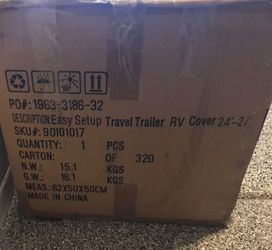 PO#: 1963-3186-32
DESCRIPTION:Easy Setup Travel Trailer RV Cover 24'-27
SKU#:90101017
QUANTITY: 1 PCS
CARTON: OF 320
N.W.: 15.1 KGS
G.W.: 16.1 KGS
MEAS.:62X50X50CM
MADE IN CHINA